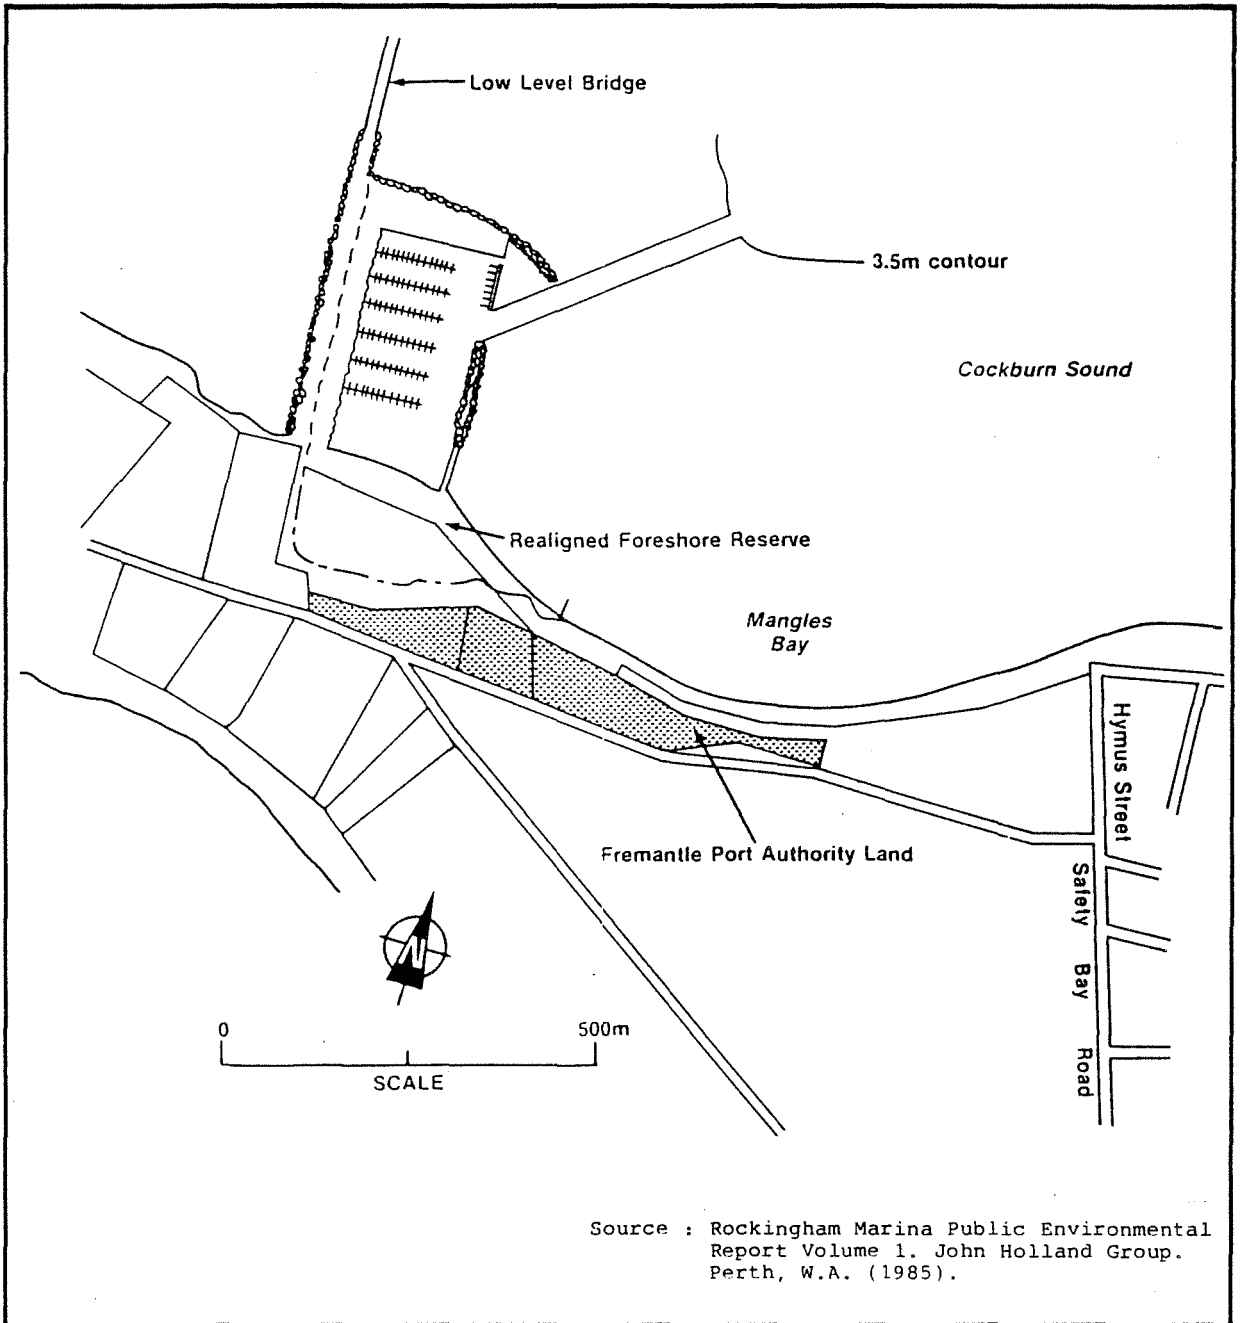 Low Level Bridge
3.5m contour
Cockburn Sound
Realigned Foreshore Reserve
Mangles
Bay
Hymus Street
Fremantle Port Authority Land
Safety Bay Road
N
0 500m
SCALE
Source : Rockingham Marina Public Environmental
Report Volume 1. John Holland Group.
Perth, W.A. (1985).